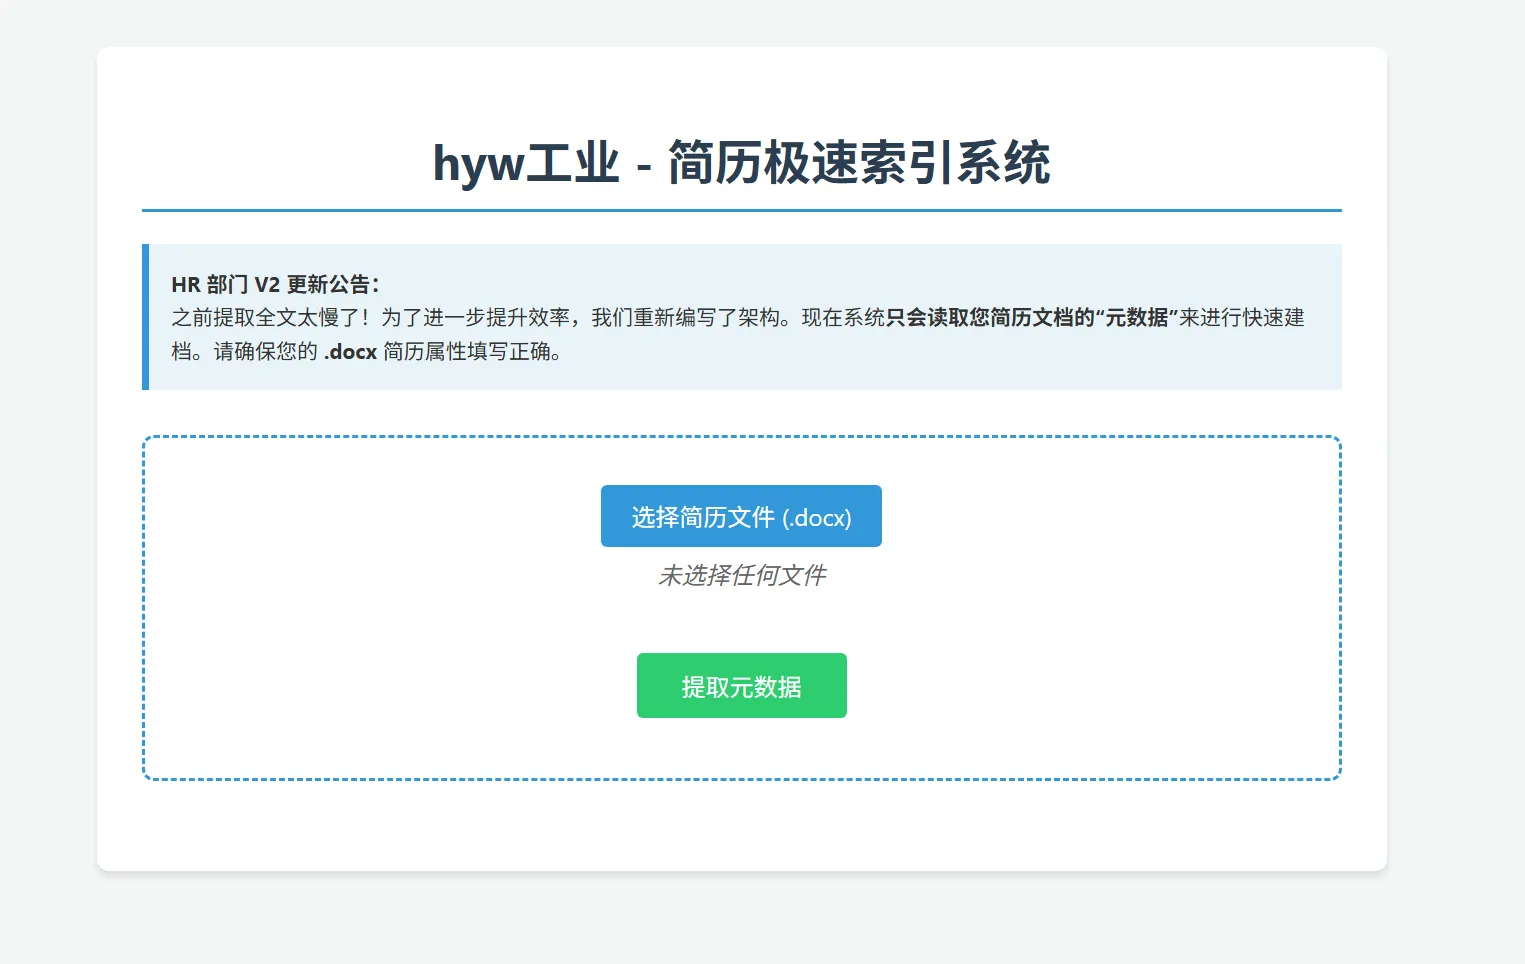 hyw工业 - 简历极速索引系统
HR 部门 V2 更新公告：
之前提取全文太慢了！为了进一步提升效率，我们重新编写了架构。现在系统只会读取您简历文档的“元数据”来进行快速建
档。请确保您的 .docx 简历属性填写正确。
选择简历文件 (.docx)
未选择任何文件
提取元数据